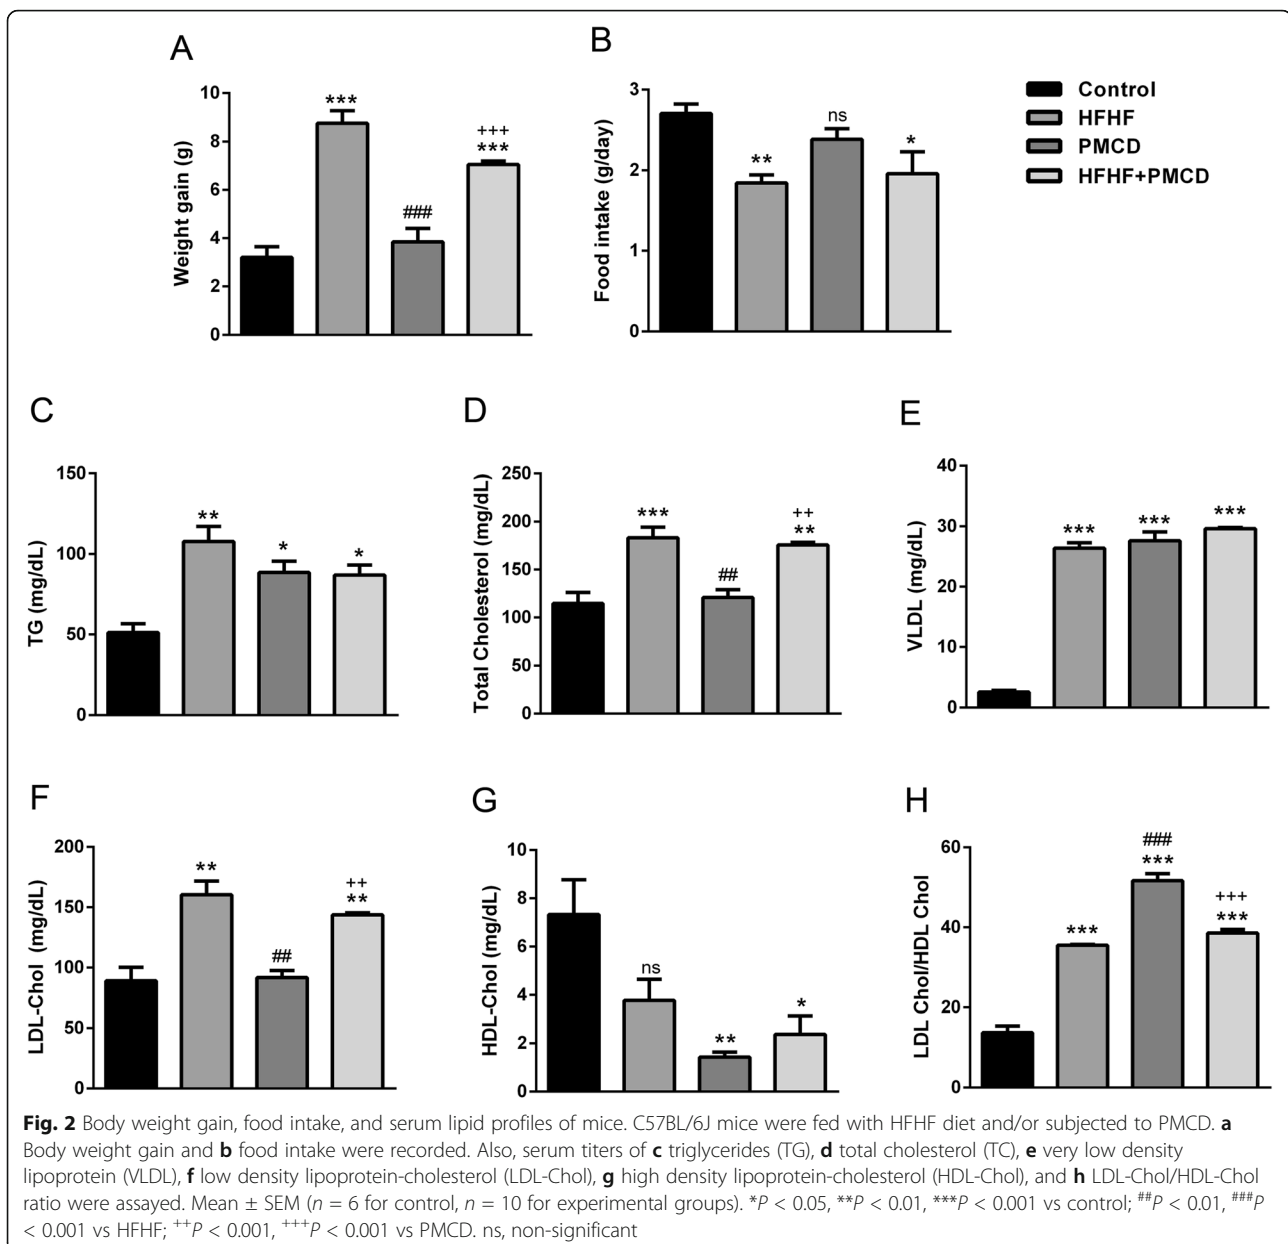 A
Weight gain (g)
10
8
6
4
2
0
***
###
+++
***
B
Food intake (g/day)
3
2
1
0
**
ns
*
Control
HFHF
PMCD
HFHF+PMCD
C
TG (mg/dL)
150
100
50
0
**
*
*
D
Total Cholesterol (mg/dL)
250
200
150
100
50
0
***
##
++
**
E
VLDL (mg/dL)
40
30
20
10
0
***
***
***
F
LDL-Chol (mg/dL)
200
150
100
50
0
**
##
++
**
G
HDL-Chol (mg/dL)
10
8
6
4
2
0
ns
**
*
H
LDL Chol/HDL Chol
60
40
20
0
***
###
***
+++
***
Fig. 2 Body weight gain, food intake, and serum lipid profiles of mice. C57BL/6J mice were fed with HFHF diet and/or subjected to PMCD. a
Body weight gain and b food intake were recorded. Also, serum titers of c triglycerides (TG), d total cholesterol (TC), e very low density
lipoprotein (VLDL), f low density lipoprotein-cholesterol (LDL-Chol), g high density lipoprotein-cholesterol (HDL-Chol), and h LDL-Chol/HDL-Chol
ratio were assayed. Mean ± SEM (n = 6 for control, n = 10 for experimental groups). *P < 0.05, **P < 0.01, ***P < 0.001 vs control; ##P < 0.01, ###P
< 0.001 vs HFHF; ++P < 0.001, +++P < 0.001 vs PMCD. ns, non-significant